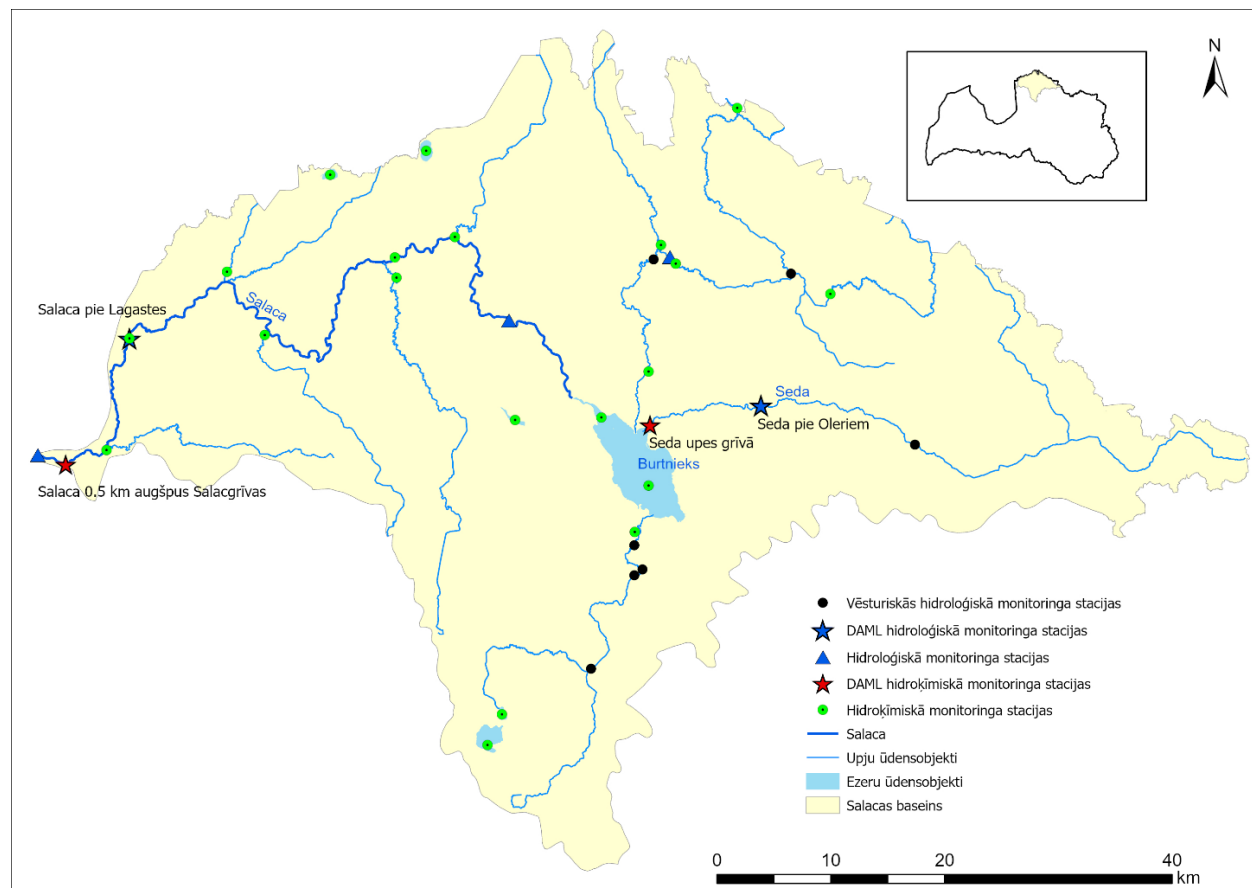 N
Salaca pie Lagastes
Salaca
Seda
Seda pie Oleriem
Seda upes grīvā
Burtnieks
Salaca 0.5 km augšpus Salacgrīvas
Vēsturiskās hidroloģiskā monitoringa stacijas
DAML hidroloģiskā monitoringa stacijas
Hidroloģiskā monitoringa stacijas
DAML hidroķīmiskā monitoringa stacijas
Hidroķīmiskā monitoringa stacijas
Salaca
Upju ūdensobjekti
Ezeru ūdensobjekti
Salacas baseins
0 10 20 40
km